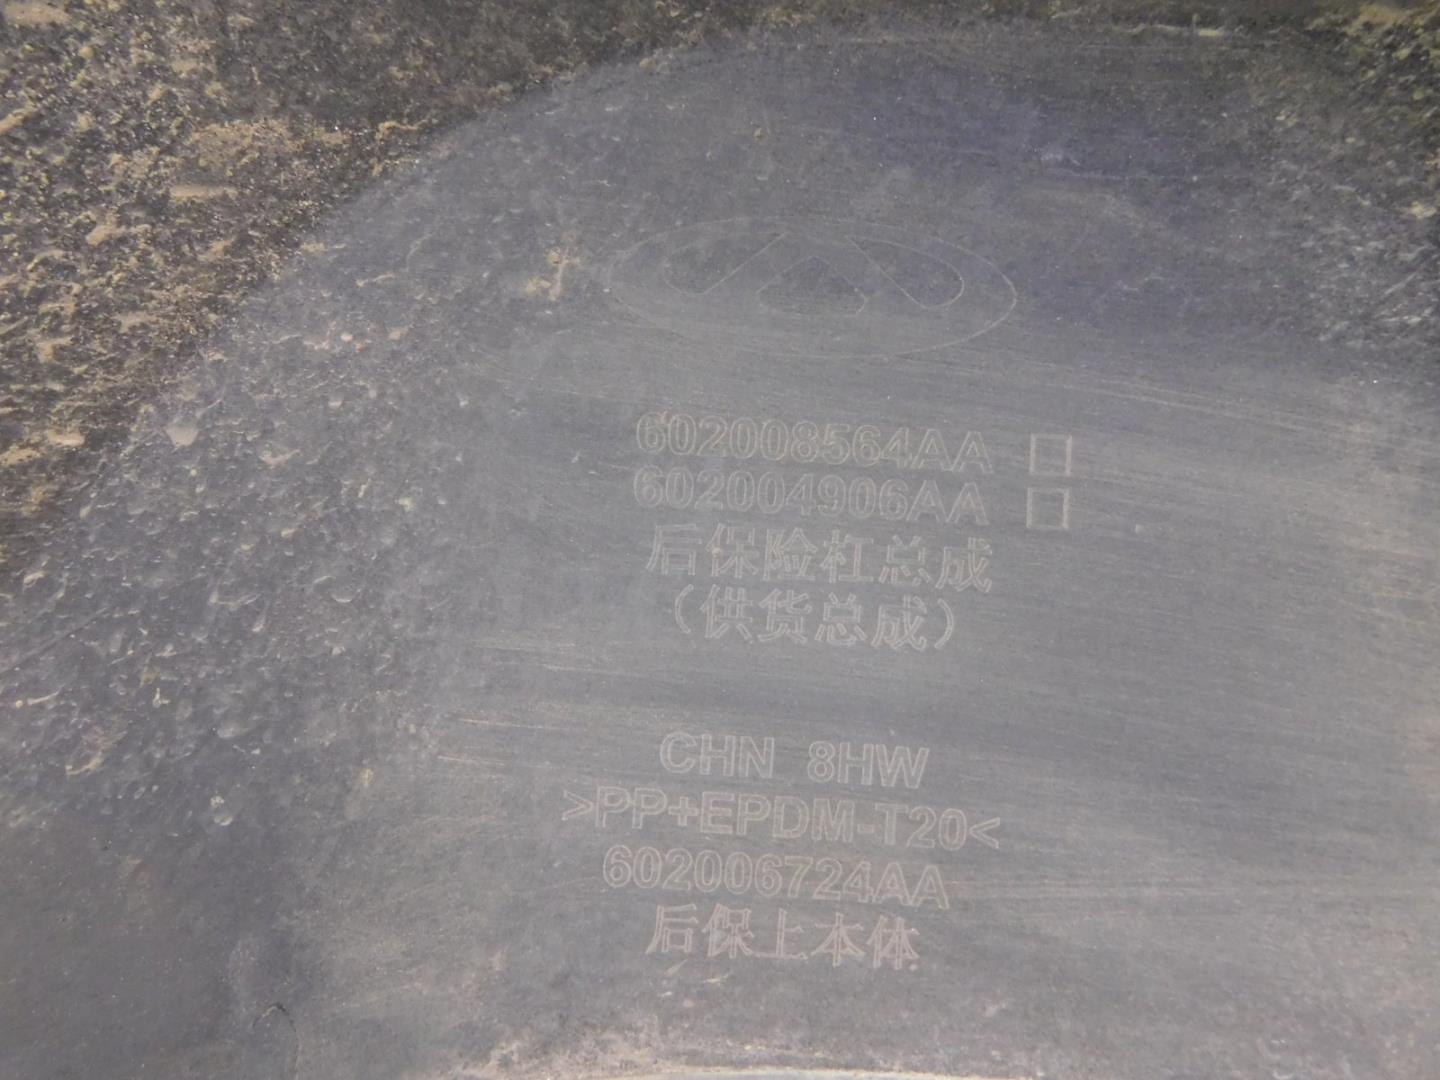 602008564AA □
602004906AA □
后保险杠总成
(供货总成)
CHN 8HW
>PP+EPDM-T20<
602006724AA
后保上本体